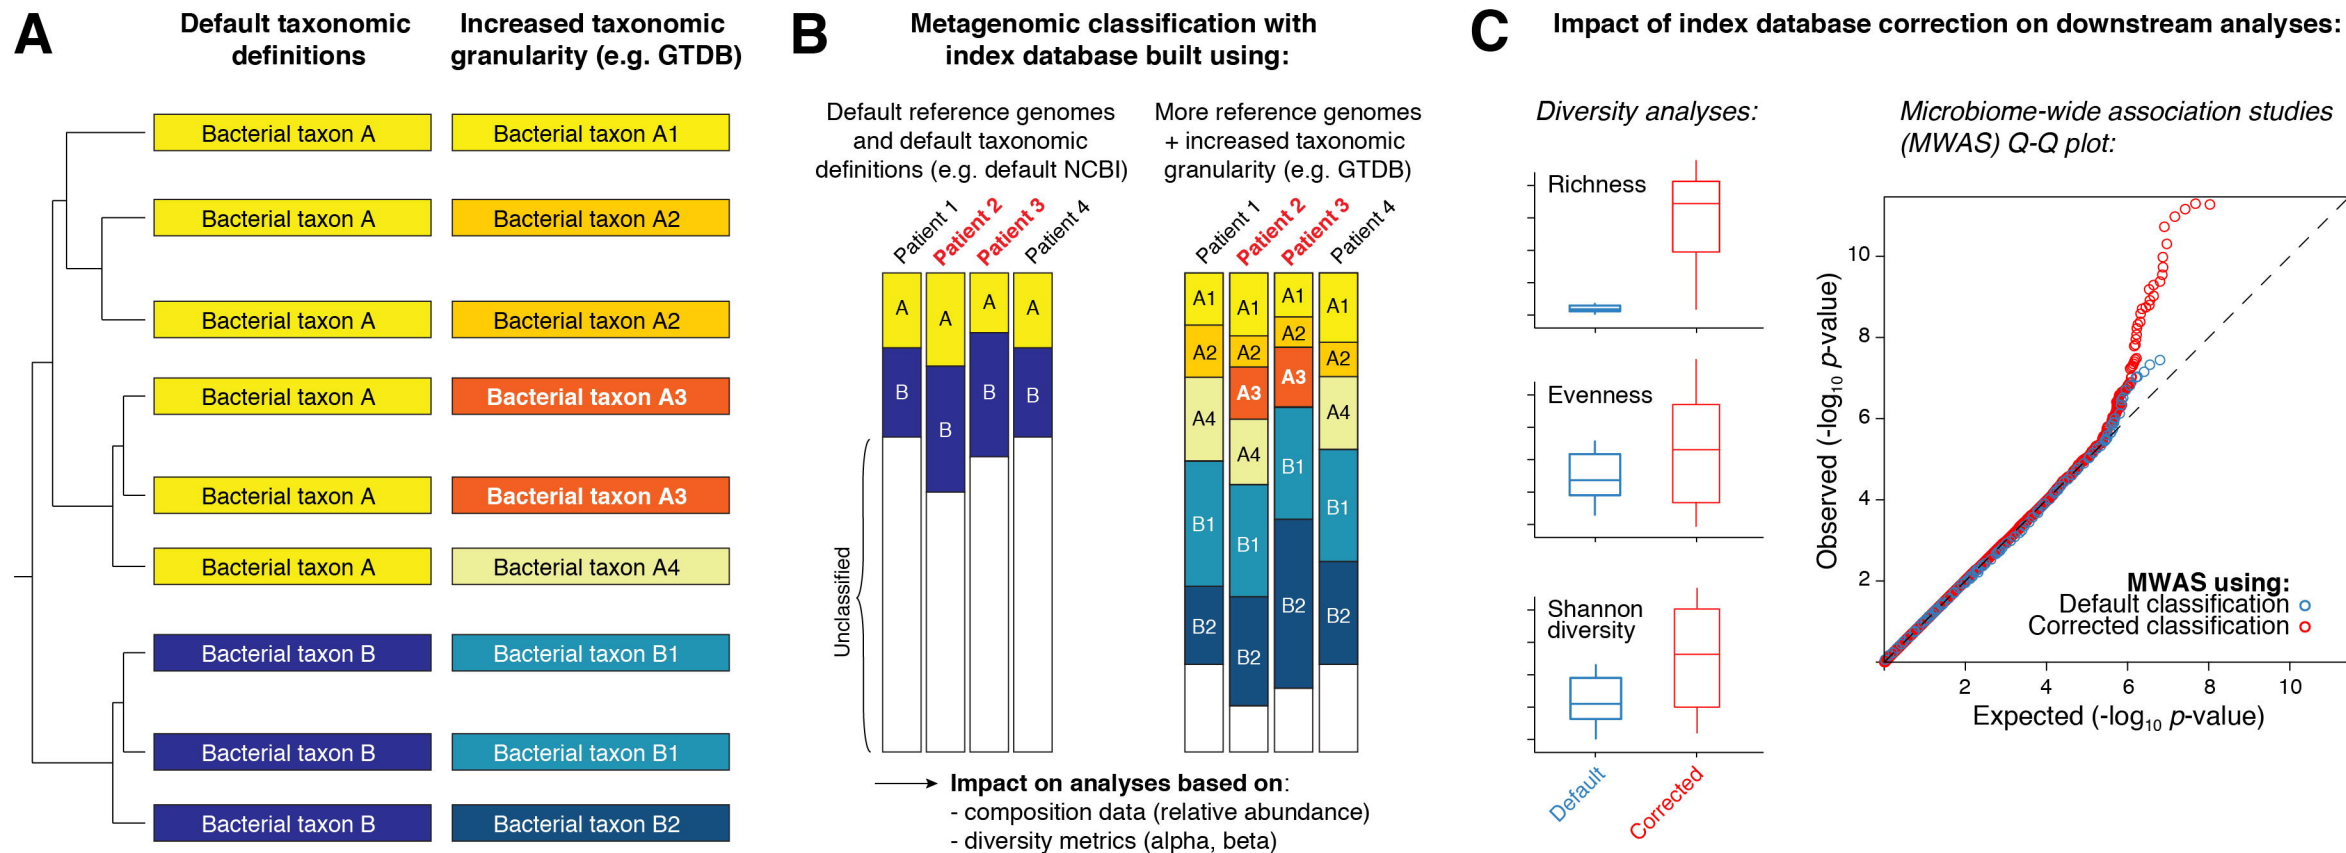 A
Default taxonomic
definitions
Increased taxonomic
granularity (e.g. GTDB)
Bacterial taxon A
Bacterial taxon A1
Bacterial taxon A
Bacterial taxon A2
Bacterial taxon A
Bacterial taxon A2
Bacterial taxon A
Bacterial taxon A3
Bacterial taxon A
Bacterial taxon A3
Bacterial taxon A
Bacterial taxon A4
Bacterial taxon B
Bacterial taxon B1
Bacterial taxon B
Bacterial taxon B1
Bacterial taxon B
Bacterial taxon B2
B
Metagenomic classification with
index database built using:
Default reference genomes
and default taxonomic
definitions (e.g. default NCBI)
Patient 1
Patient 2
Patient 3
Patient 4
A
B
A
B
A
B
A
B
Unclassified
More reference genomes
+ increased taxonomic
granularity (e.g. GTDB)
Patient 1
Patient 2
Patient 3
Patient 4
A1
A2
A4
B1
B2
A1
A2
A3
A4
B1
B2
A1
A2
A3
B1
B2
A1
A2
A4
B1
B2
Impact on analyses based on:
- composition data (relative abundance)
- diversity metrics (alpha, beta)
C
Impact of index database correction on downstream analyses:
Diversity analyses:
Richness
Evenness
Shannon
diversity
Default
Corrected
Microbiome-wide association studies
(MWAS) Q-Q plot:
Observed (-log10 p-value)
10
8
6
4
2
MWAS using:
Default classification
Corrected classification
2
4
6
8
10
Expected (-log10 p-value)